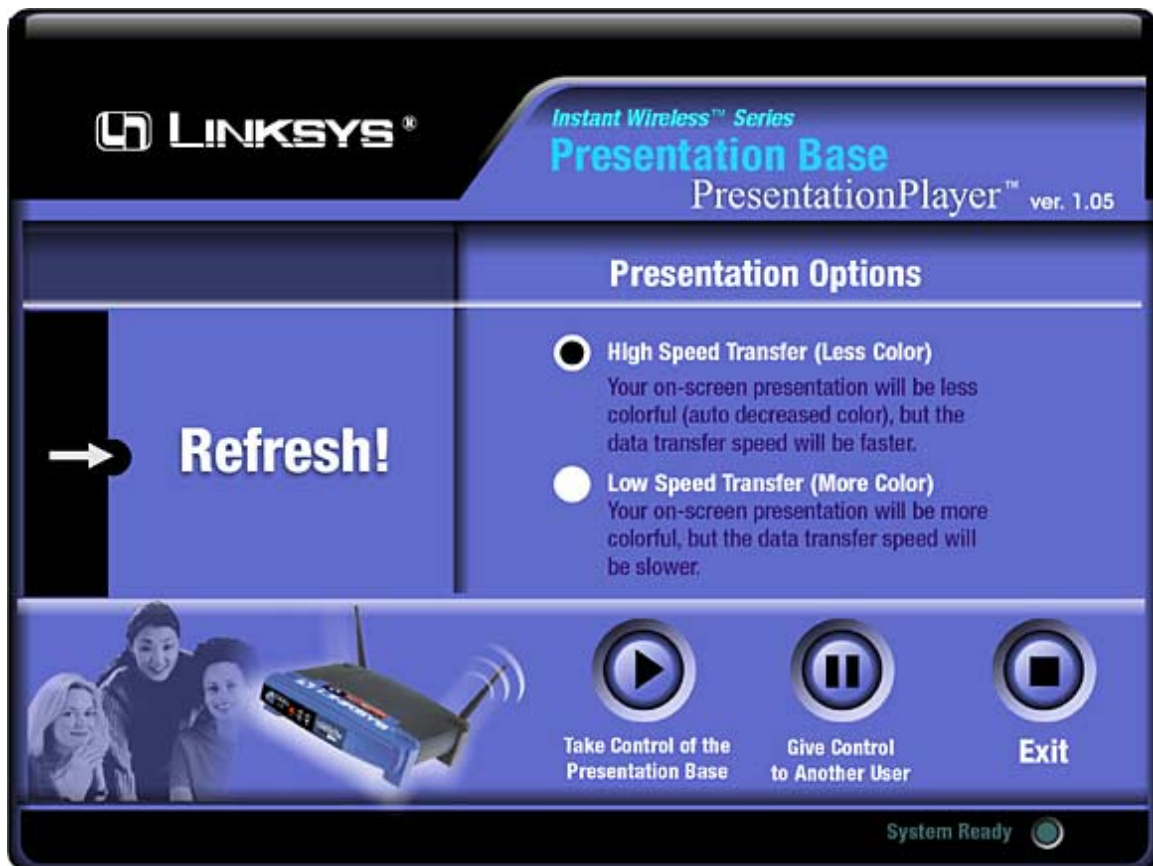 LINKSYS®
Instant Wireless™ Series
Presentation Base
PresentationPlayer™ ver. 1.05
Presentation Options
Refresh!
High Speed Transfer (Less Color)
Your on-screen presentation will be less
colorful (auto decreased color), but the
data transfer speed will be faster.
Low Speed Transfer (More Color)
Your on-screen presentation will be more
colorful, but the data transfer speed will
be slower.
LINKSYS
Take Control of the
Presentation Base
Give Control
to Another User
Exit
System Ready